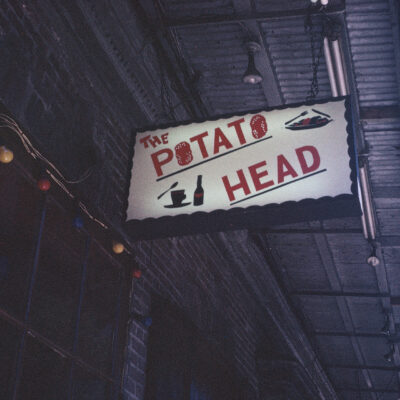 THE
POTATO
HEAD